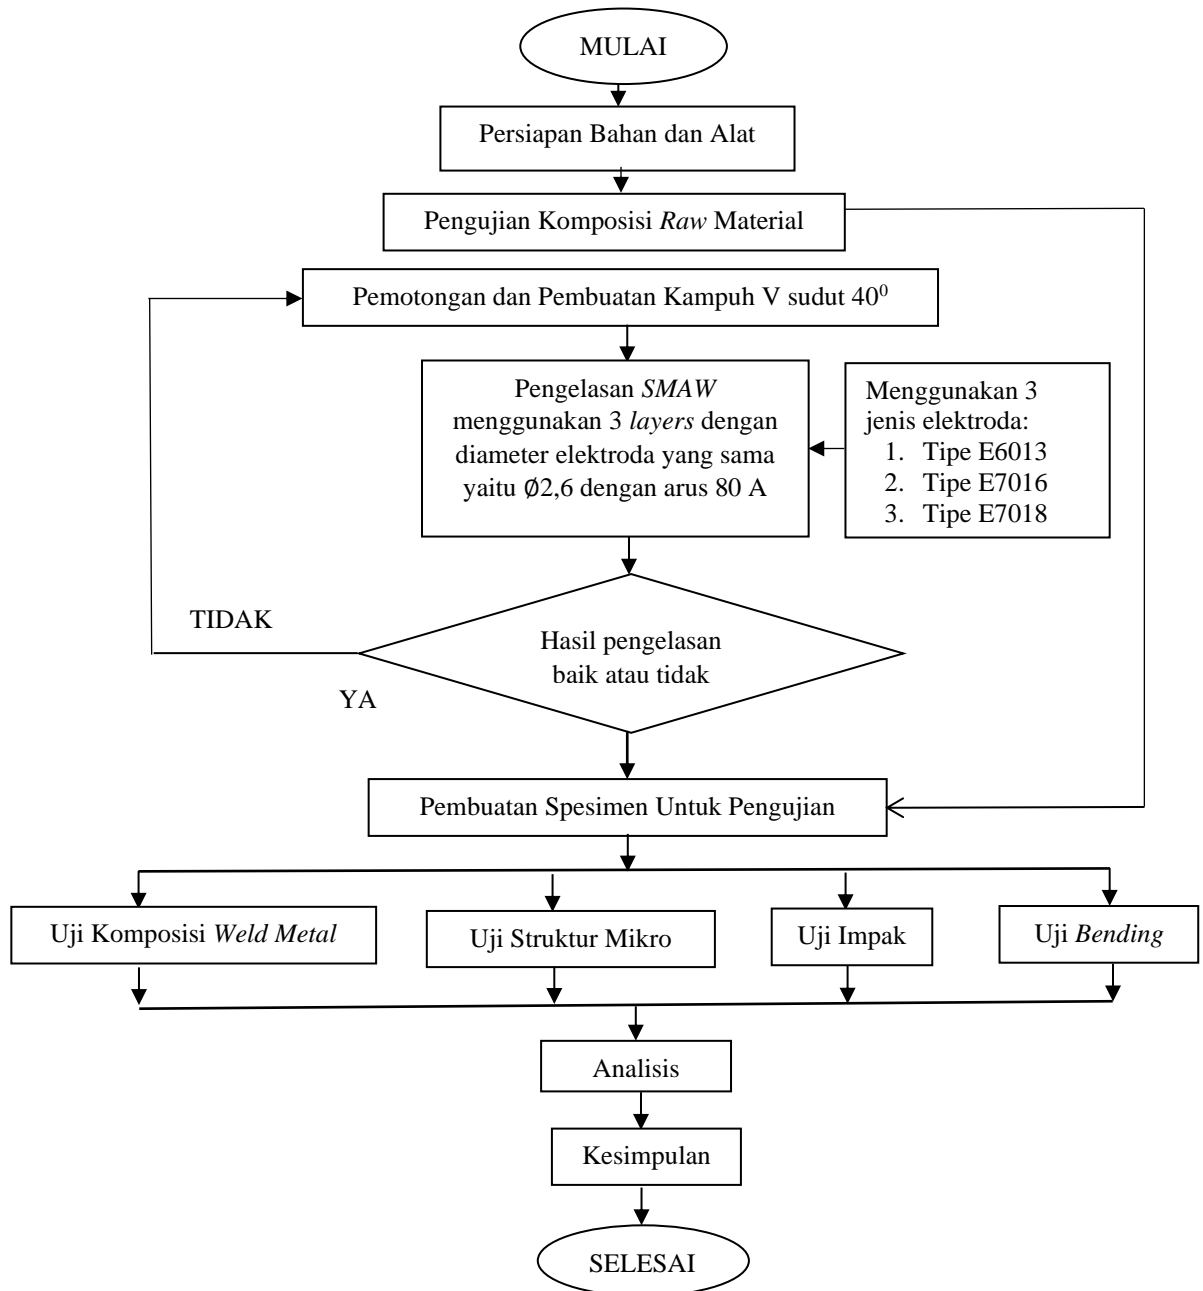 MULAI
Persiapan Bahan dan Alat
Pengujian Komposisi Raw Material
Pemotongan dan Pembuatan Kampuh V sudut 40⁰
Pengelasan SMAW
menggunakan 3 layers dengan
diameter elektroda yang sama
yaitu Ø2,6 dengan arus 80 A
Menggunakan 3
jenis elektroda:
1. Tipe E6013
2. Tipe E7016
3. Tipe E7018
TIDAK
Hasil pengelasan
baik atau tidak
YA
Pembuatan Spesimen Untuk Pengujian
Uji Komposisi Weld Metal
Uji Struktur Mikro
Uji Impak
Uji Bending
Analisis
Kesimpulan
SELESAI